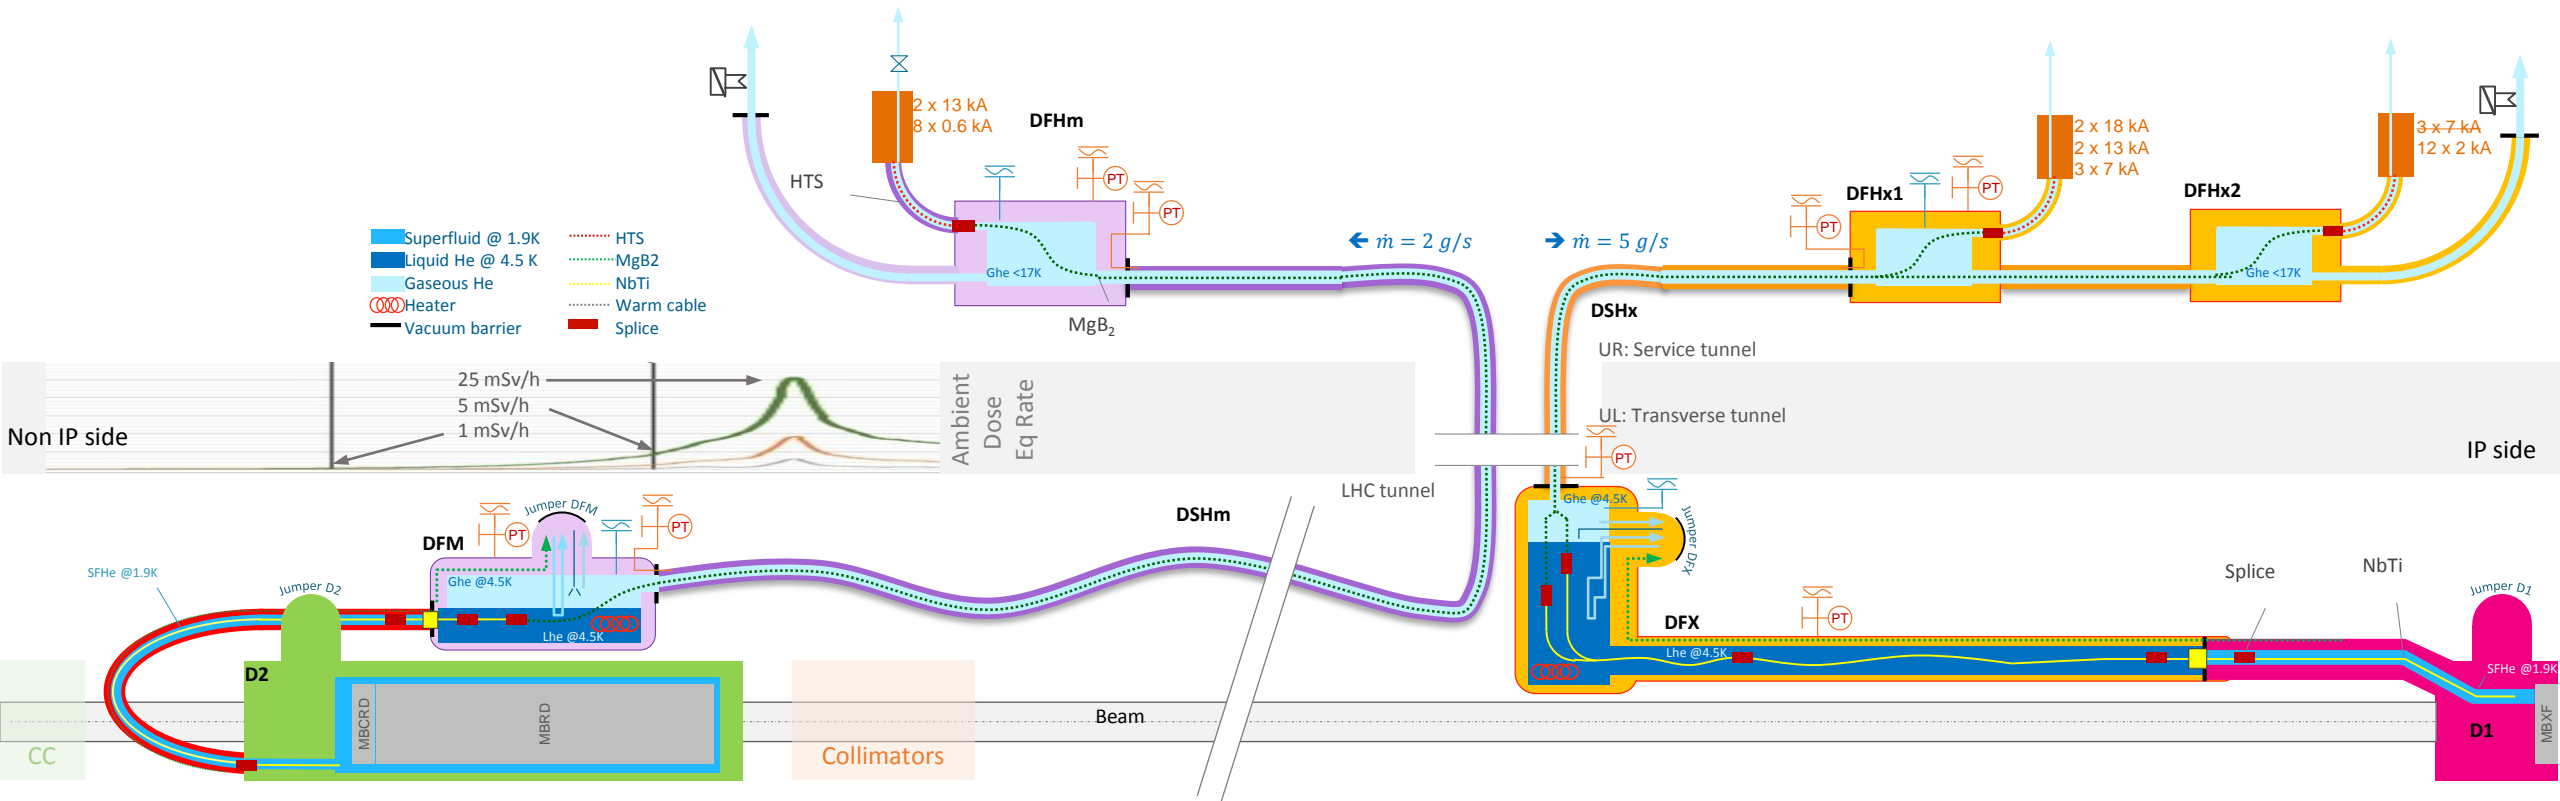 2 x 13 kA
8 x 0.6 kA
DFHm
HTS
PT
PT
Ghe <17K
MgB2
ṁ = 2 g/s
ṁ = 5 g/s
DSHx
PT
DFHx1
PT
2 x 18 kA
2 x 13 kA
3 x 7 kA
DFHx2
Ghe <17K
3 x 7 kA
12 x 2 kA
Superfluid @ 1.9K
Liquid He @ 4.5 K
Gaseous He
Heater
Vacuum barrier
HTS
MgB2
NbTi
Warm cable
Splice
UR: Service tunnel
UL: Transverse tunnel
Non IP side
25 mSv/h
5 mSv/h
1 mSv/h
Ambient
Dose
Eq Rate
IP side
LHC tunnel
SFHe @1.9K
Jumper D2
DFM
PT
Jumper DFM
PT
Ghe @4.5K
Lhe @4.5K
DSHm
PT
Ghe @4.5K
Jumper DFX
DFX
PT
Lhe @4.5K
Splice
NbTi
Jumper D1
SFHe @1.9K
D2
MBCRD
MBRD
CC
Collimators
Beam
D1
MBXF